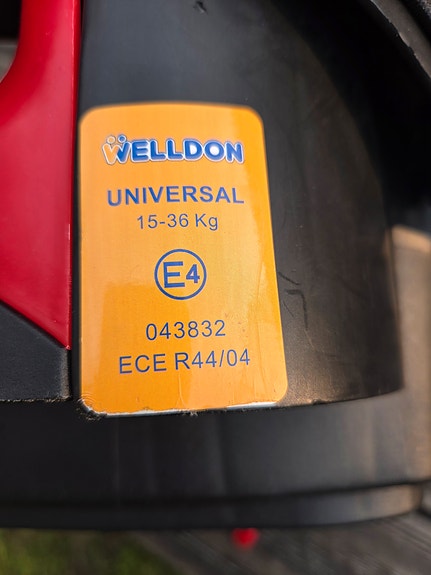 WELLDON
UNIVERSAL
15-36 Kg
E4
043832
ECE R44/04